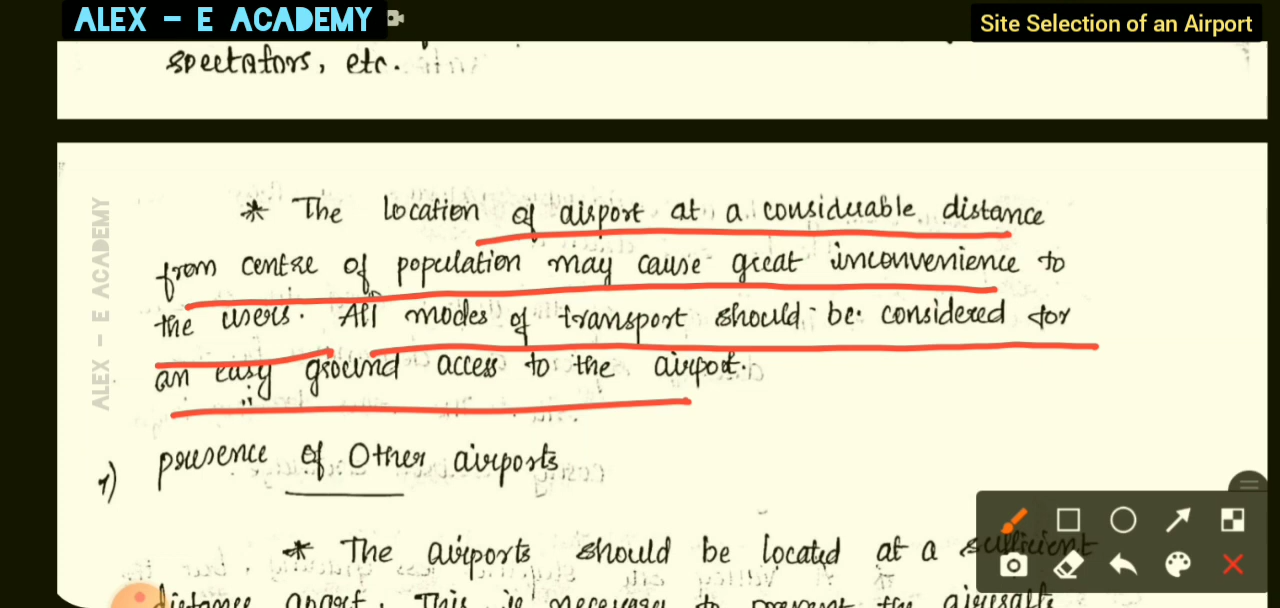 ALEX - E ACADEMY
Site Selection of an Airport
spectators, etc.
ALEX - E ACADEMY
* The location of airport at a considerable distance
from centre of population may cause great inconvenience to
the users. All modes of transport should be considered for
an easy ground access to the airport.
7) presence of Other airports
* The airports should be located at a sufficient
distance apart. This is necessary to prevent the aircrafts